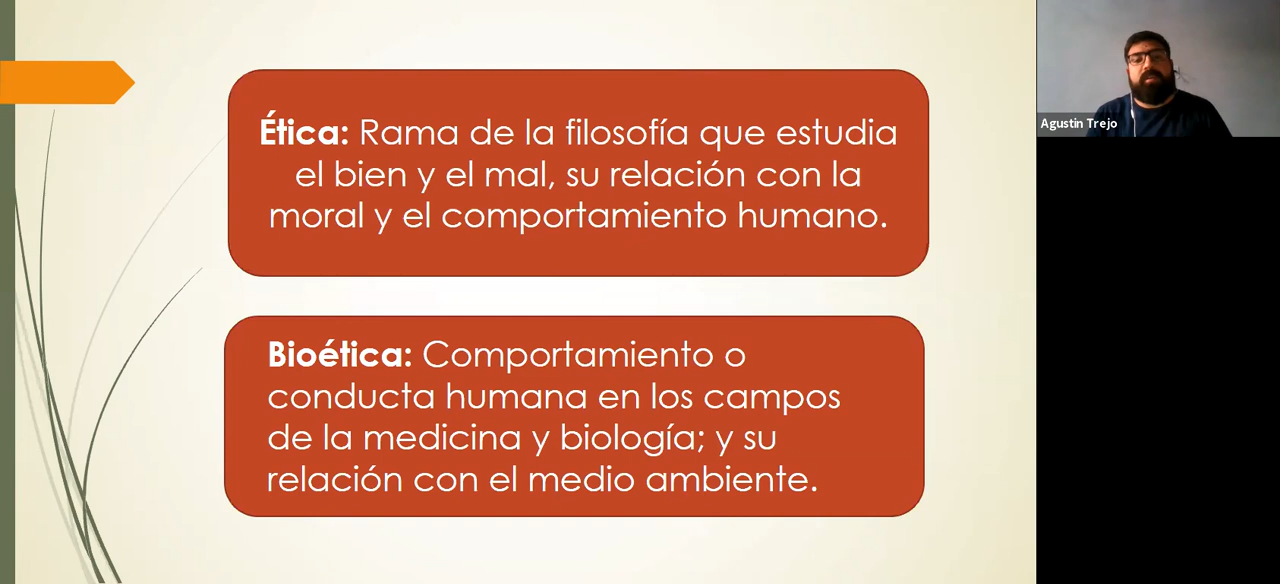 Ética: Rama de la filosofía que estudia
el bien y el mal, su relación con la
moral y el comportamiento humano.
Bioética: Comportamiento o
conducta humana en los campos
de la medicina y biología; y su
relación con el medio ambiente.
Agustin Trejo